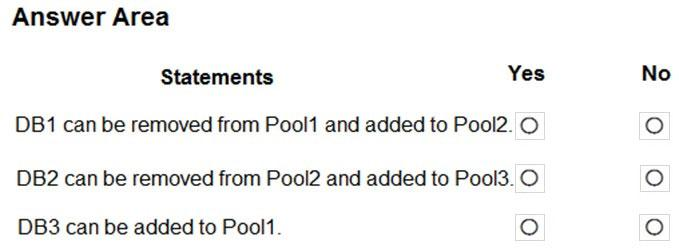 Answer Area
Statements Yes No
DB1 can be removed from Pool1 and added to Pool2.
DB2 can be removed from Pool2 and added to Pool3.
DB3 can be added to Pool1.